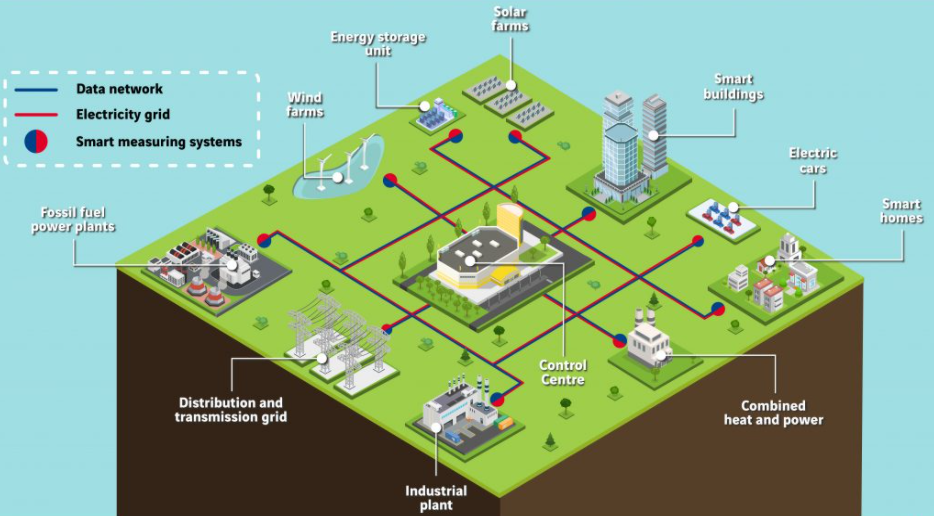 Solar
farms
Energy storage
unit
Data network
Electricity grid
Smart measuring systems
Wind
farms
Smart
buildings
Electric
cars
Smart
homes
Fossil fuel
power plants
Control
Centre
Distribution and
transmission grid
Combined
heat and power
Industrial
plant